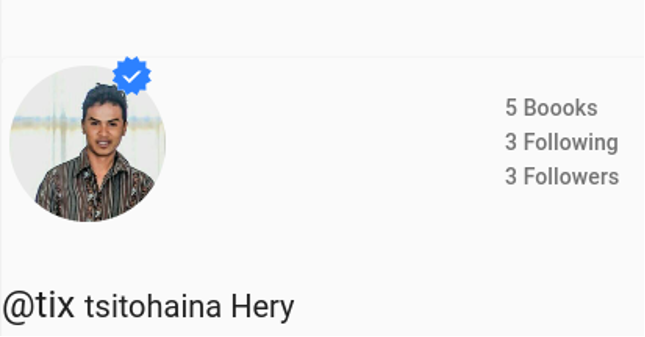 5 Boooks
3 Following
3 Followers
@tix tsitohaina Hery